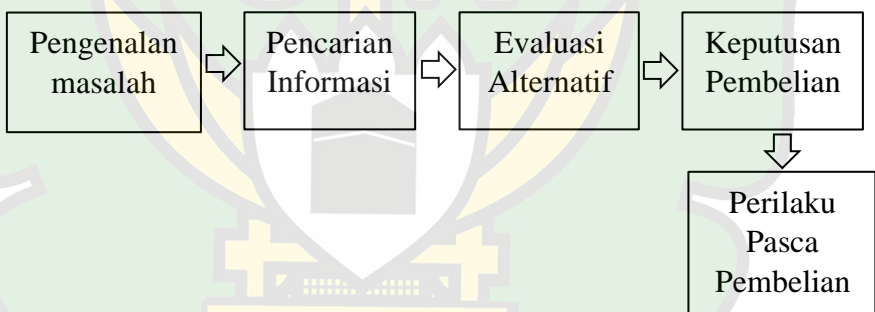 Pengenalan
masalah
Pencarian
Informasi
Evaluasi
Alternatif
Keputusan
Pembelian
Perilaku
Pasca
Pembelian